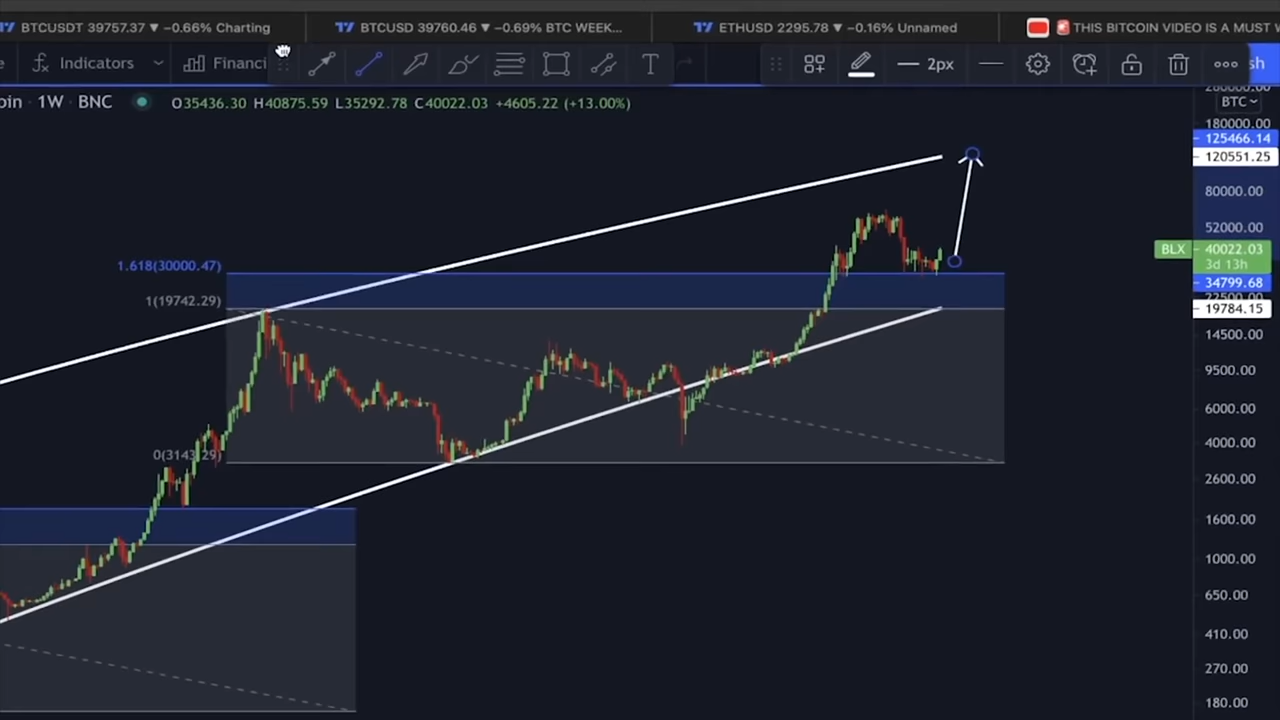 BTCUSDT 39757.37 ▼ −0.66% Charting
BTCUSD 39760.46 ▼ −0.69% BTC WEEK...
ETHUSD 2295.78 ▼ −0.16% Unnamed
THIS BITCOIN VIDEO IS A MUST
Indicators
Financi
T
2px
sh
oin · 1W · BNC
O35436.30 H40875.59 L35292.78 C40022.03 +4605.22 (+13.00%)
BTC
180000.00
125466.14
120551.25
80000.00
52000.00
BLX
40022.03
3d 13h
34799.68
19784.15
14500.00
9500.00
6000.00
4000.00
2600.00
1600.00
1000.00
650.00
410.00
270.00
180.00
1.618(30000.47)
1(19742.29)
0(3143.29)